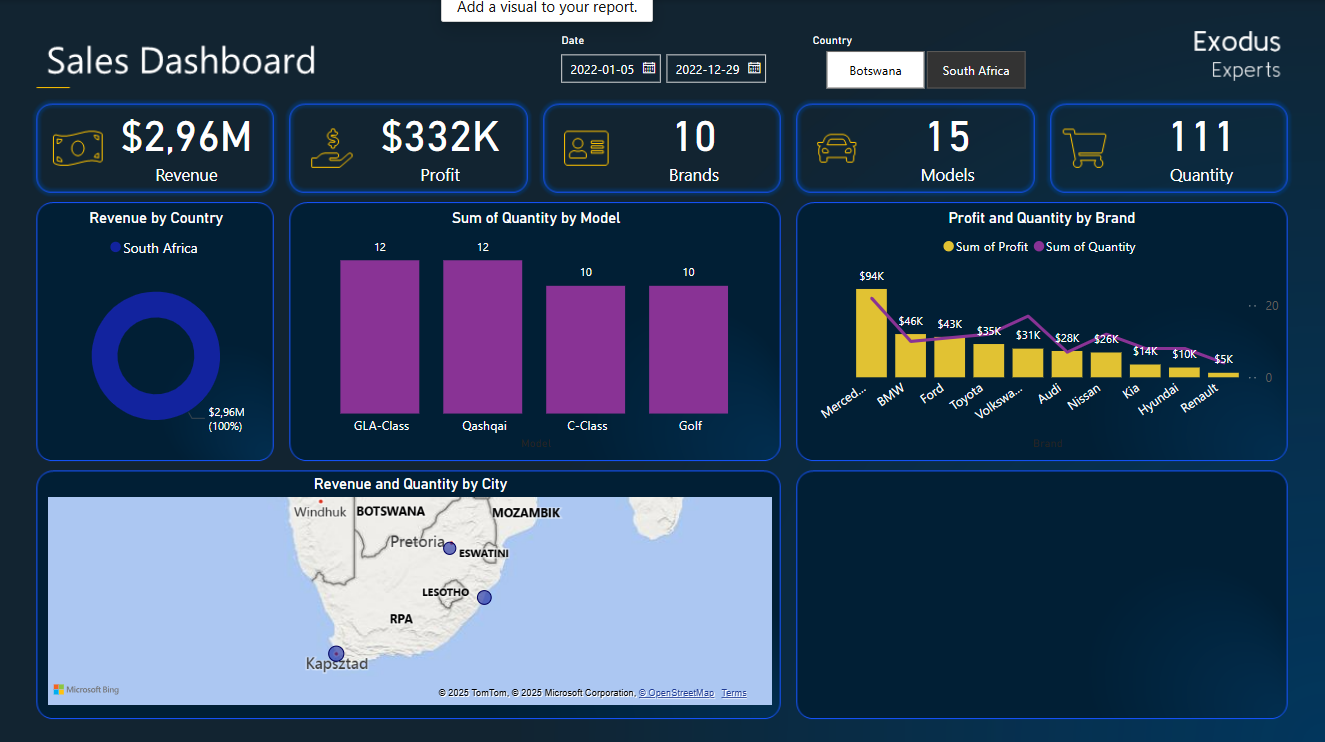 Add a visual to your report.
Sales Dashboard
Date
2022-01-05
2022-12-29
Country
Botswana
South Africa
Exodus
Experts
$2,96M
Revenue
$332K
Profit
10
Brands
15
Models
111
Quantity
Revenue by Country
South Africa
$2,96M
(100%)
Sum of Quantity by Model
12
12
10
10
GLA-Class
Qashqai
C-Class
Golf
Model
Profit and Quantity by Brand
Sum of Profit
Sum of Quantity
$94K
$46K
$43K
$35K
$31K
$28K
$26K
$14K
$10K
$5K
20
0
Merced...
BMW
Ford
Toyota
Volkswa...
Audi
Nissan
Kia
Hyundai
Renault
Brand
Revenue and Quantity by City
Windhuk
BOTSWANA
MOZAMBIK
Pretoria
ESWATINI
LESOTHO
RPA
Kapsztad
Microsoft Bing
© 2025 TomTom, © 2025 Microsoft Corporation, © OpenStreetMap Terms